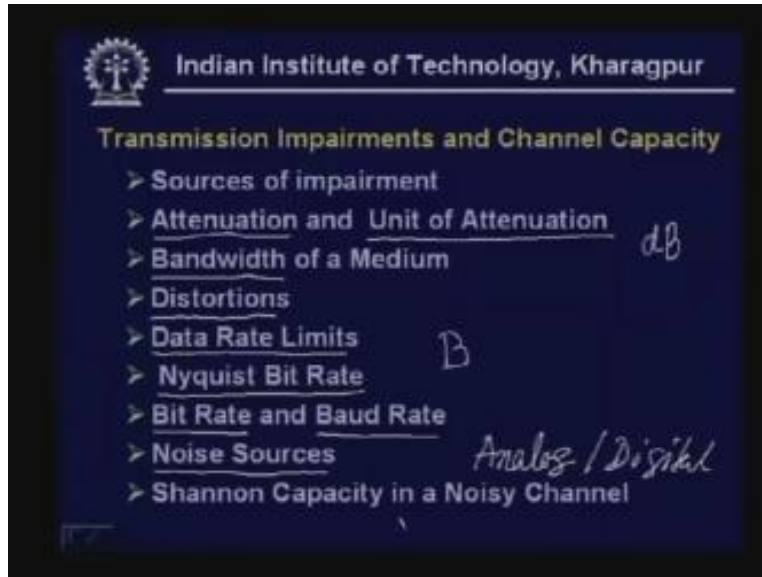 Indian Institute of Technology, Kharagpur
Transmission Impairments and Channel Capacity
Sources of impairment
Attenuation and Unit of Attenuation
dB
Bandwidth of a Medium
Distortions
Data Rate Limits
B
Nyquist Bit Rate
Bit Rate and Baud Rate
Noise Sources
Analog / Digital
Shannon Capacity in a Noisy Channel